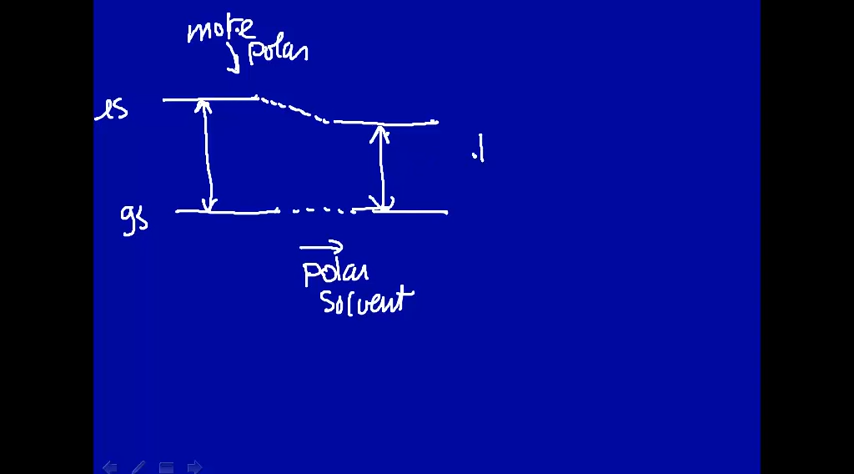 more
polar
es
gs
polar
solvent